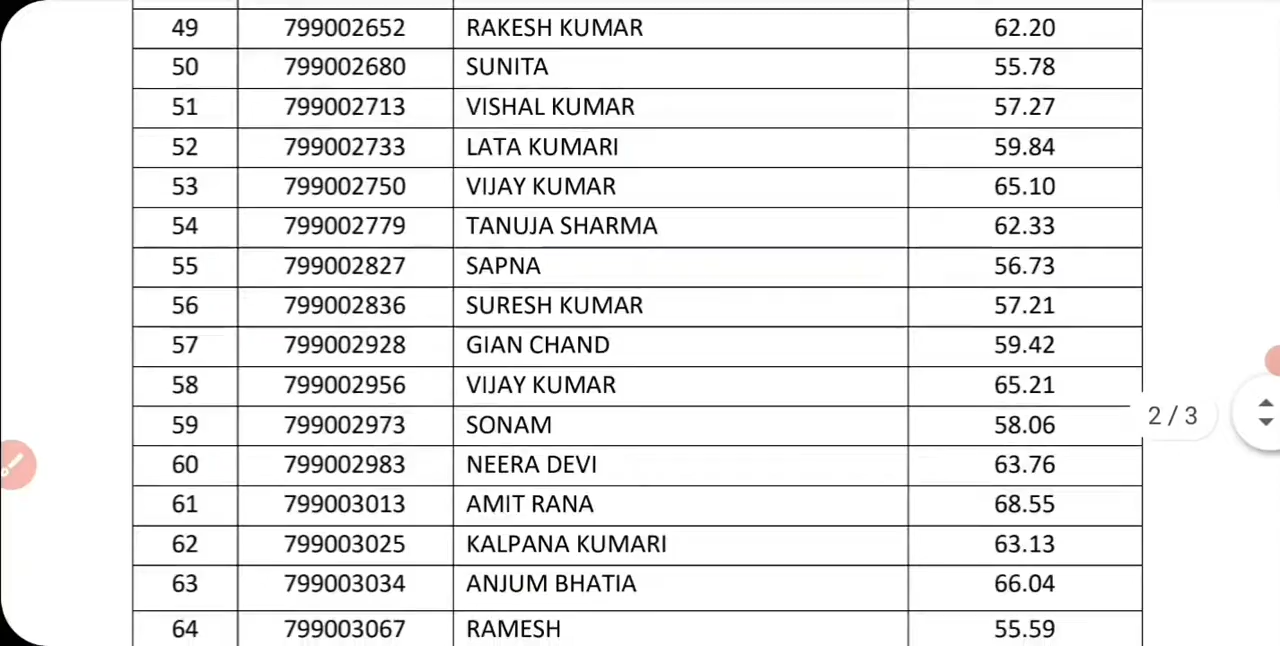 49 799002652 RAKESH KUMAR 62.20
50 799002680 SUNITA 55.78
51 799002713 VISHAL KUMAR 57.27
52 799002733 LATA KUMARI 59.84
53 799002750 VIJAY KUMAR 65.10
54 799002779 TANUJA SHARMA 62.33
55 799002827 SAPNA 56.73
56 799002836 SURESH KUMAR 57.21
57 799002928 GIAN CHAND 59.42
58 799002956 VIJAY KUMAR 65.21
59 799002973 SONAM 58.06
2 / 3
60 799002983 NEERA DEVI 63.76
61 799003013 AMIT RANA 68.55
62 799003025 KALPANA KUMARI 63.13
63 799003034 ANJUM BHATIA 66.04
64 799003067 RAMESH 55.59